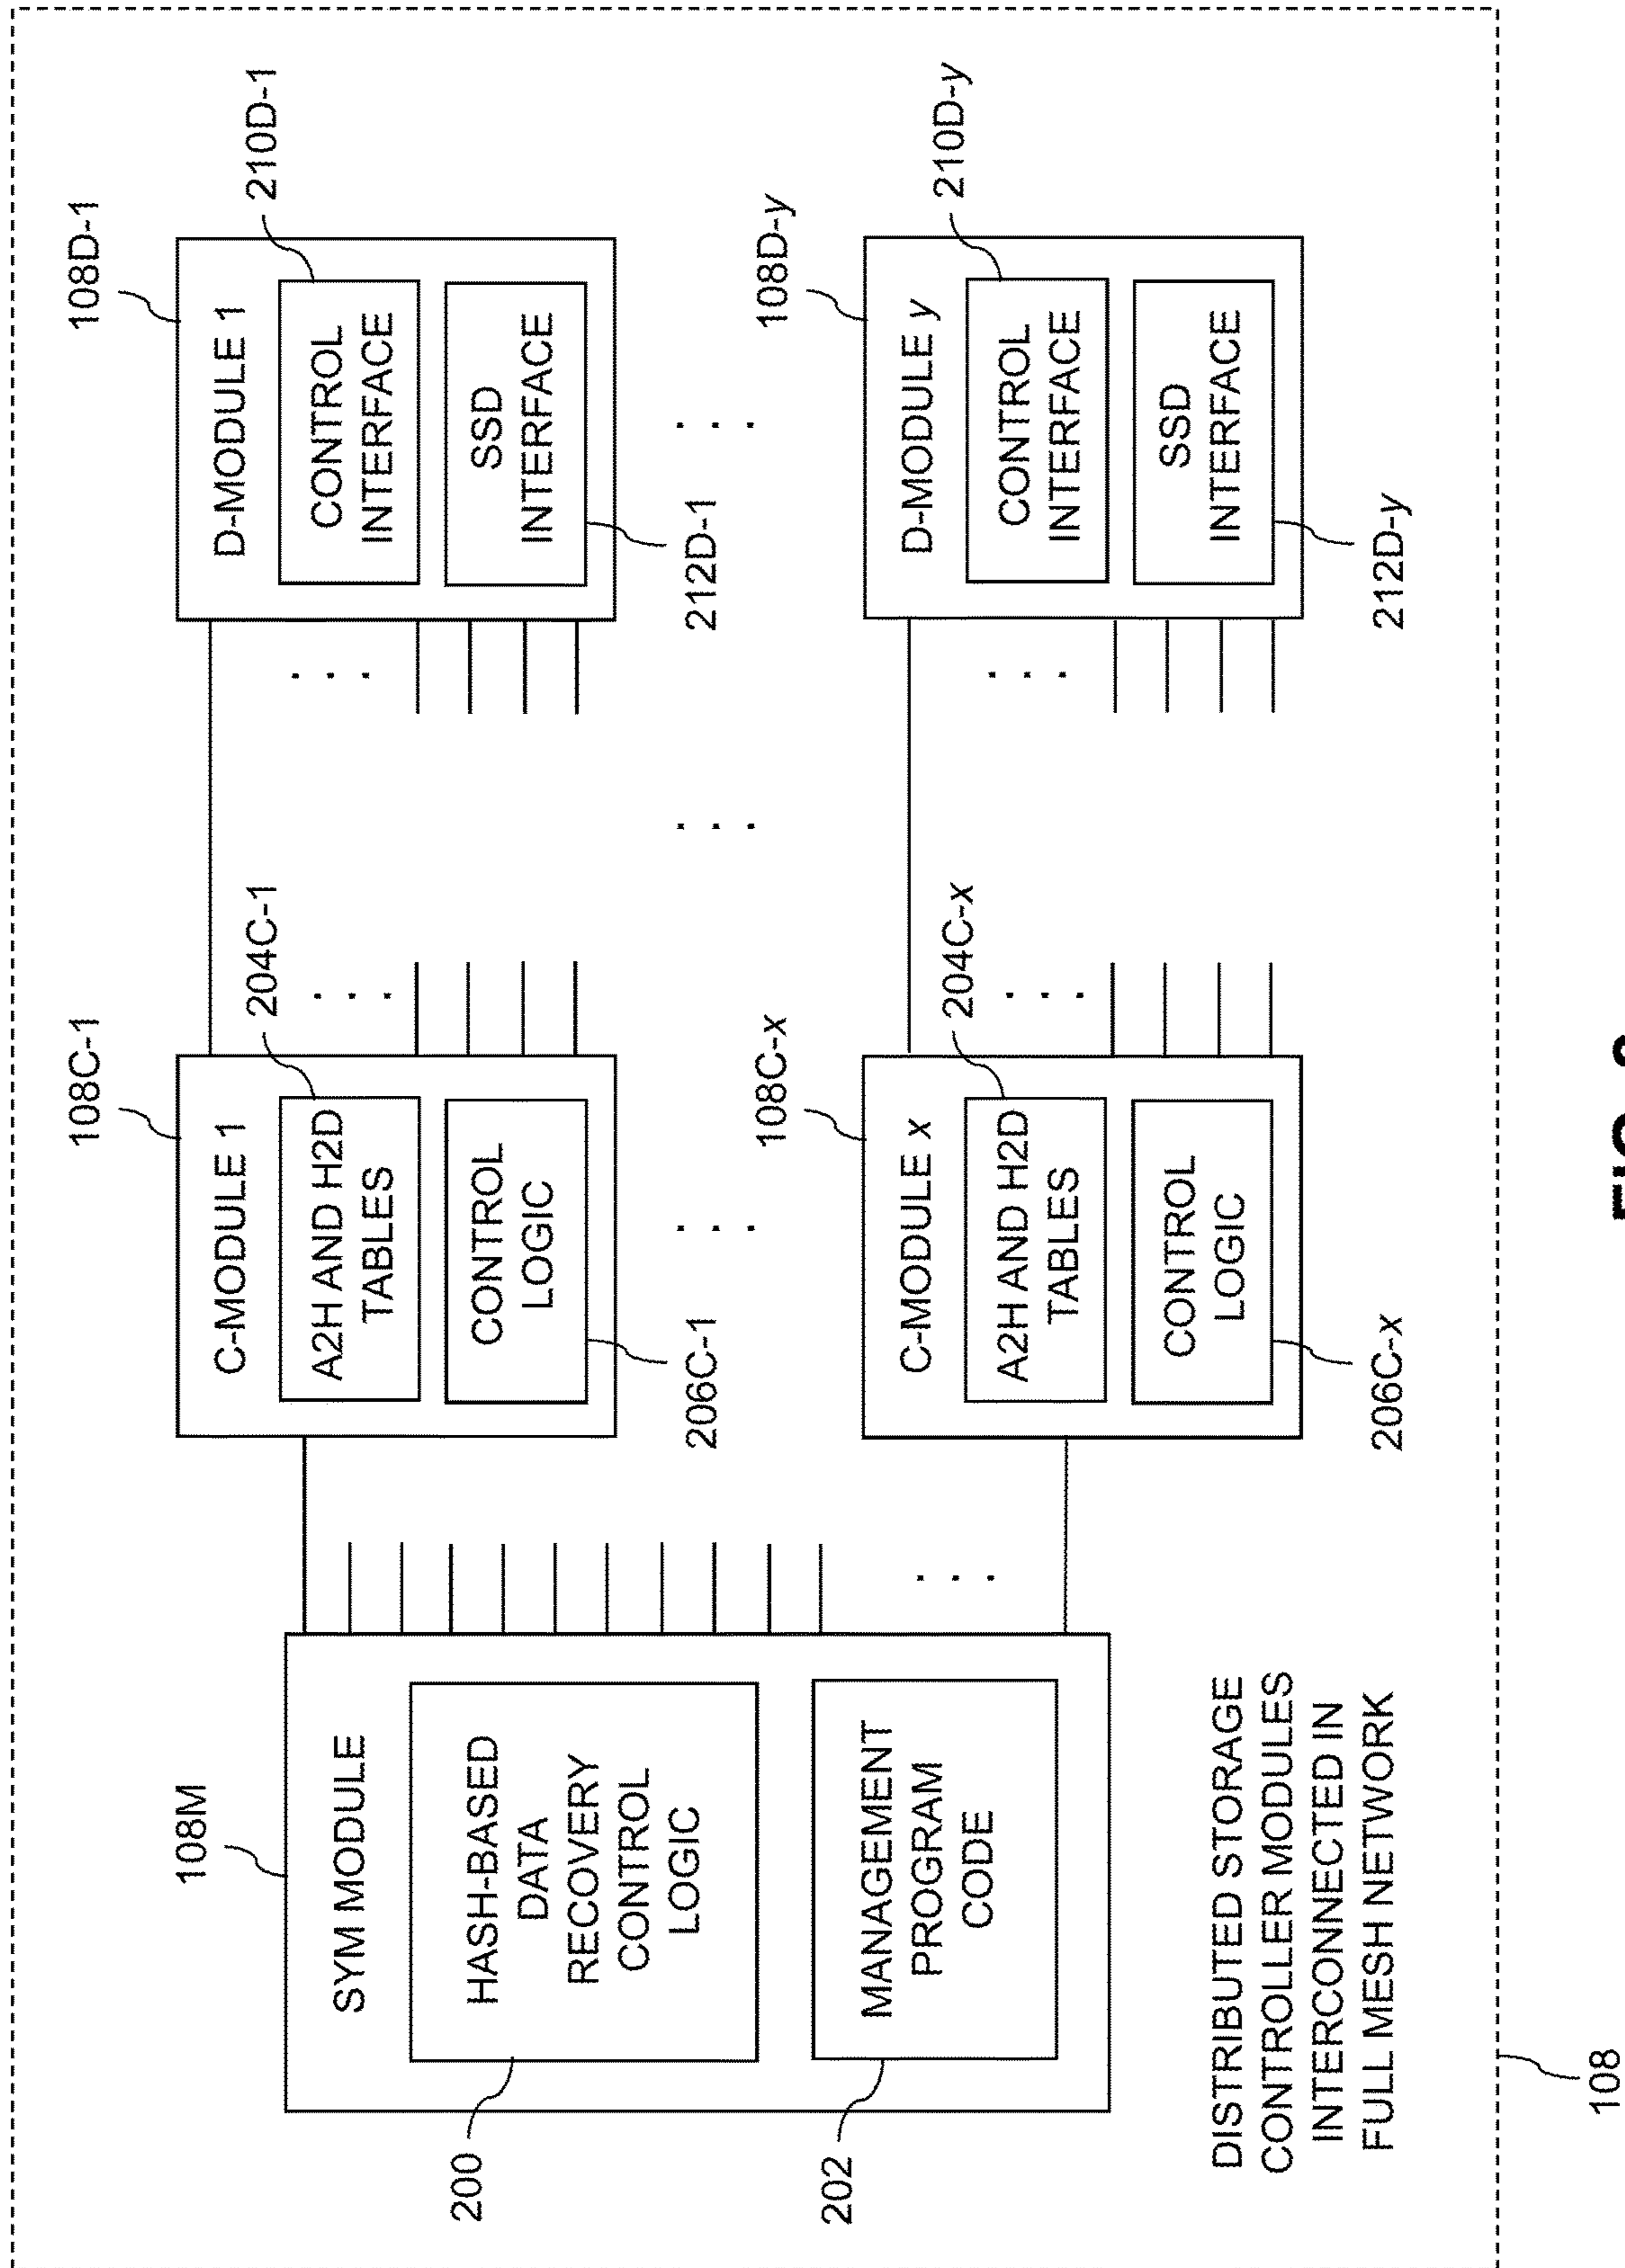 108M
SYM MODULE
HASH-BASED
DATA
RECOVERY
CONTROL
LOGIC
200
MANAGEMENT
PROGRAM
CODE
202
108C-1
C-MODULE 1
204C-1
A2H AND H2D
TABLES
CONTROL
LOGIC
206C-1
. . .
108C-x
C-MODULE x
204C-x
A2H AND H2D
TABLES
CONTROL
LOGIC
206C-x
108D-1
D-MODULE 1
210D-1
CONTROL
INTERFACE
SSD
INTERFACE
212D-1
. . .
108D-y
D-MODULE y
210D-y
CONTROL
INTERFACE
SSD
INTERFACE
212D-y
DISTRIBUTED STORAGE
CONTROLLER MODULES
INTERCONNECTED IN
FULL MESH NETWORK
108